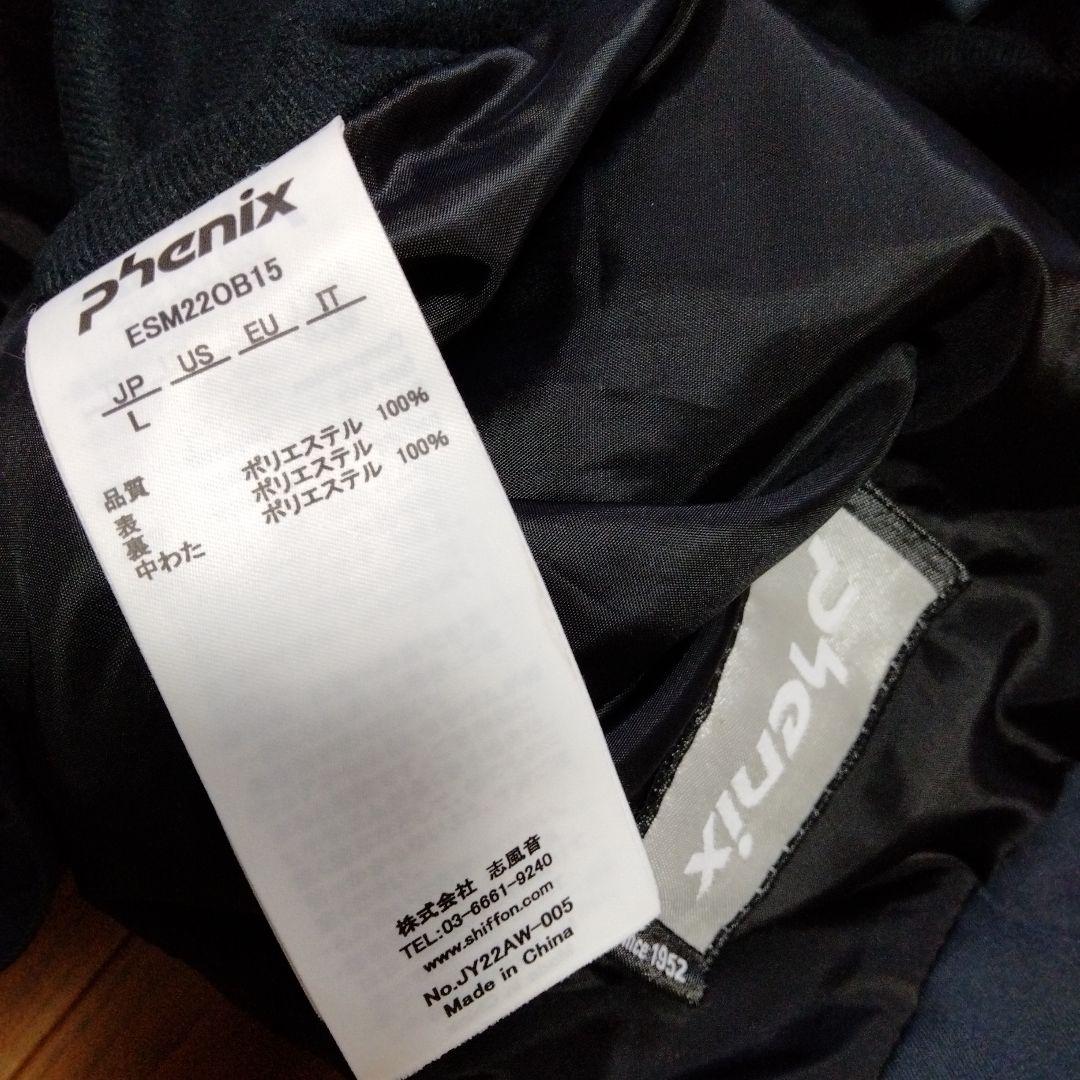 Phenix
ESM22OB15
JP US EU IT
L
品質
表 ポリエステル 100%
裏 ポリエステル
中わた ポリエステル 100%
株式会社 志風音
TEL:03-6661-9240
www.shiffon.com
No.JY22AW-005
Made in China
Phenix
1952